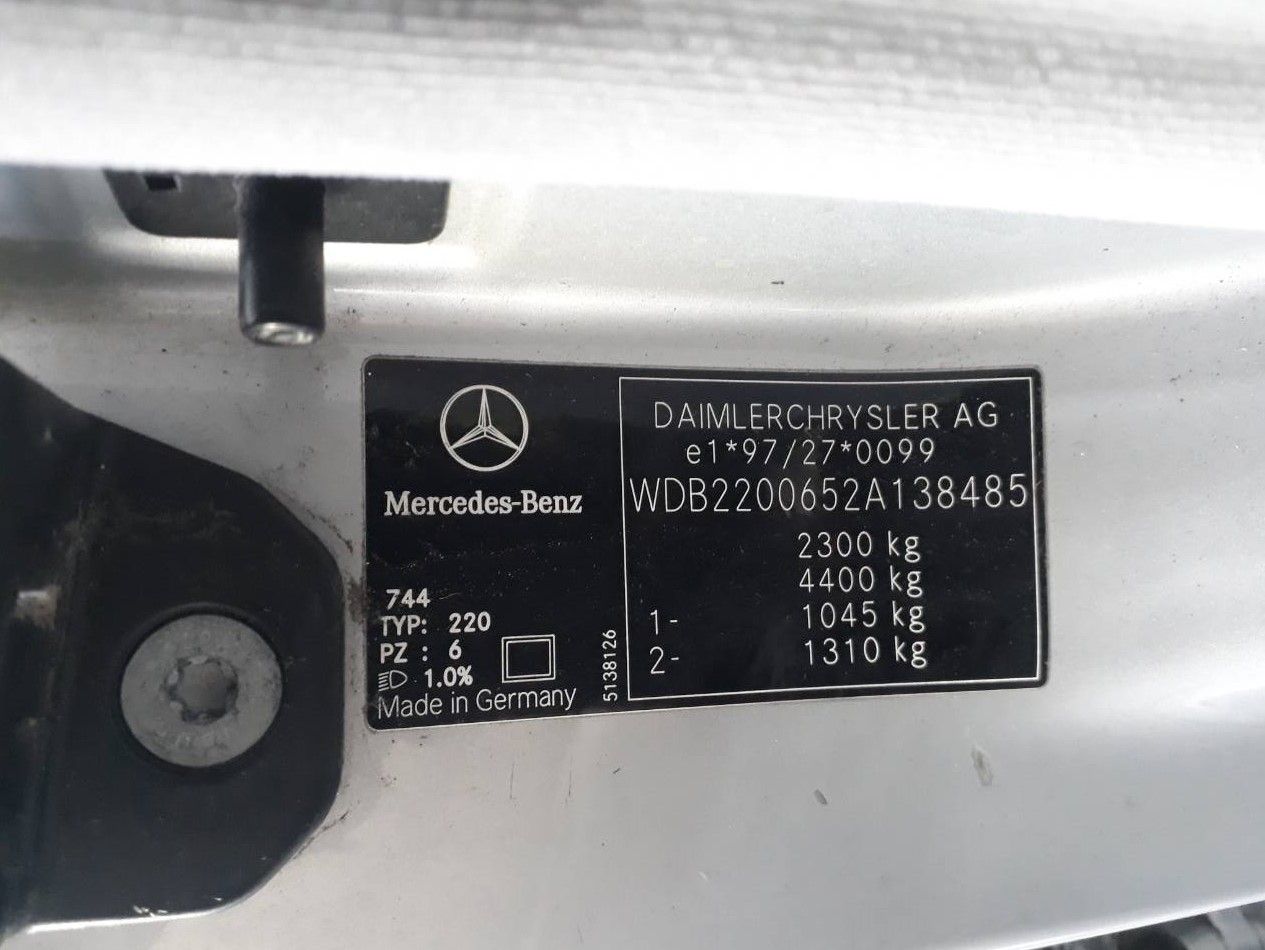 Mercedes-Benz
744
TYP: 220
PZ : 6
1.0%
Made in Germany
5138126
DAIMLERCHRYSLER AG
e1*97/27*0099
WDB2200652A138485
2300 kg
4400 kg
1- 1045 kg
2- 1310 kg